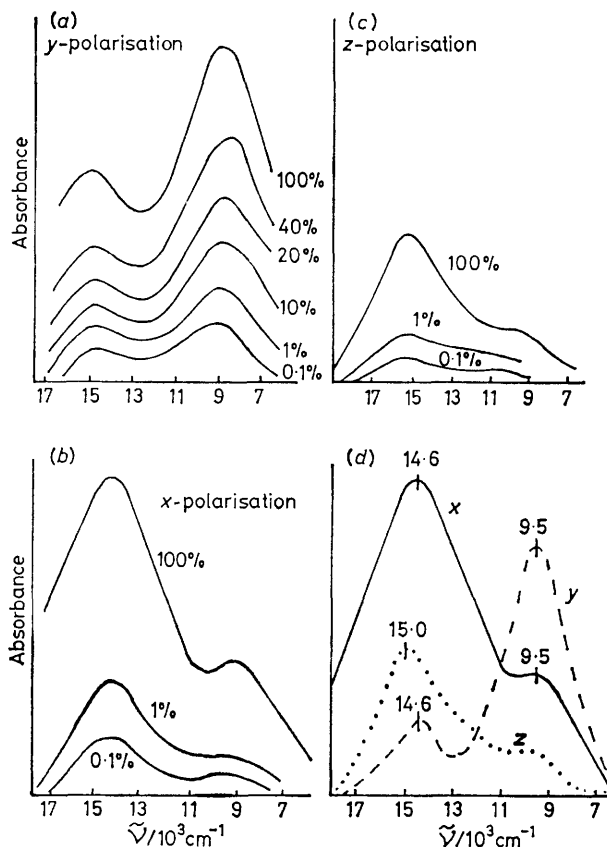 (a)
y-polarisation
Absorbance
100%
40%
20%
10%
1%
0·1%
17 15 13 11 9 7
(c)
z-polarisation
100%
1%
0·1%
17 15 13 11 9 7
(b)
x-polarisation
Absorbance
100%
1%
0·1%
17 15 13 11 9 7
ν̃/10³cm⁻¹
(d)
14·6
x
9·5
y
15·0
9·5
14·6
z
17 15 13 11 9 7
ν̃/10³cm⁻¹